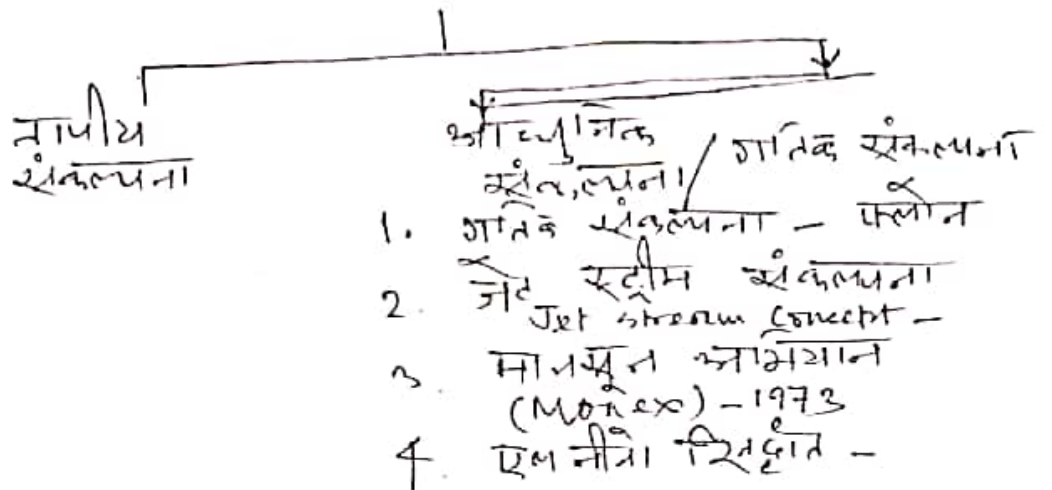 तापीय
संकल्पना
आधुनिक
संकल्पना
गतिक संकल्पना
1. गतिक संकल्पना - फ्लोन
2. जेट स्ट्रीम संकल्पना
Jet stream Concept -
3. मानसून अभियान
(Monex) - 1973
4. एल नीनो सिद्धांत -